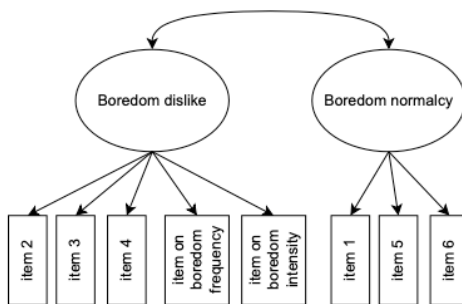 Boredom dislike
Boredom normalcy
item 2
item 3
item 4
item on
boredom
frequency
item on
boredom
intensity
item 1
item 5
item 6